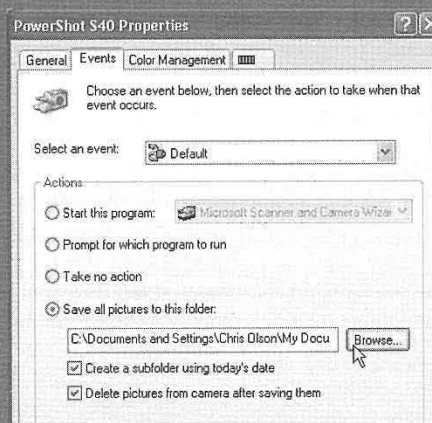 PowerShot S40 Properties
General Events Color Management
Choose an event below, then select the action to take when that
event occurs.
Select an event: Default
Actions
Start this program: Microsoft Scanner and Camera Wizar
Prompt for which program to run
Take no action
Save all pictures to this folder:
C:\Documents and Settings\Chris Olson\My Docu Browse...
Create a subfolder using today's date
Delete pictures from camera after saving them